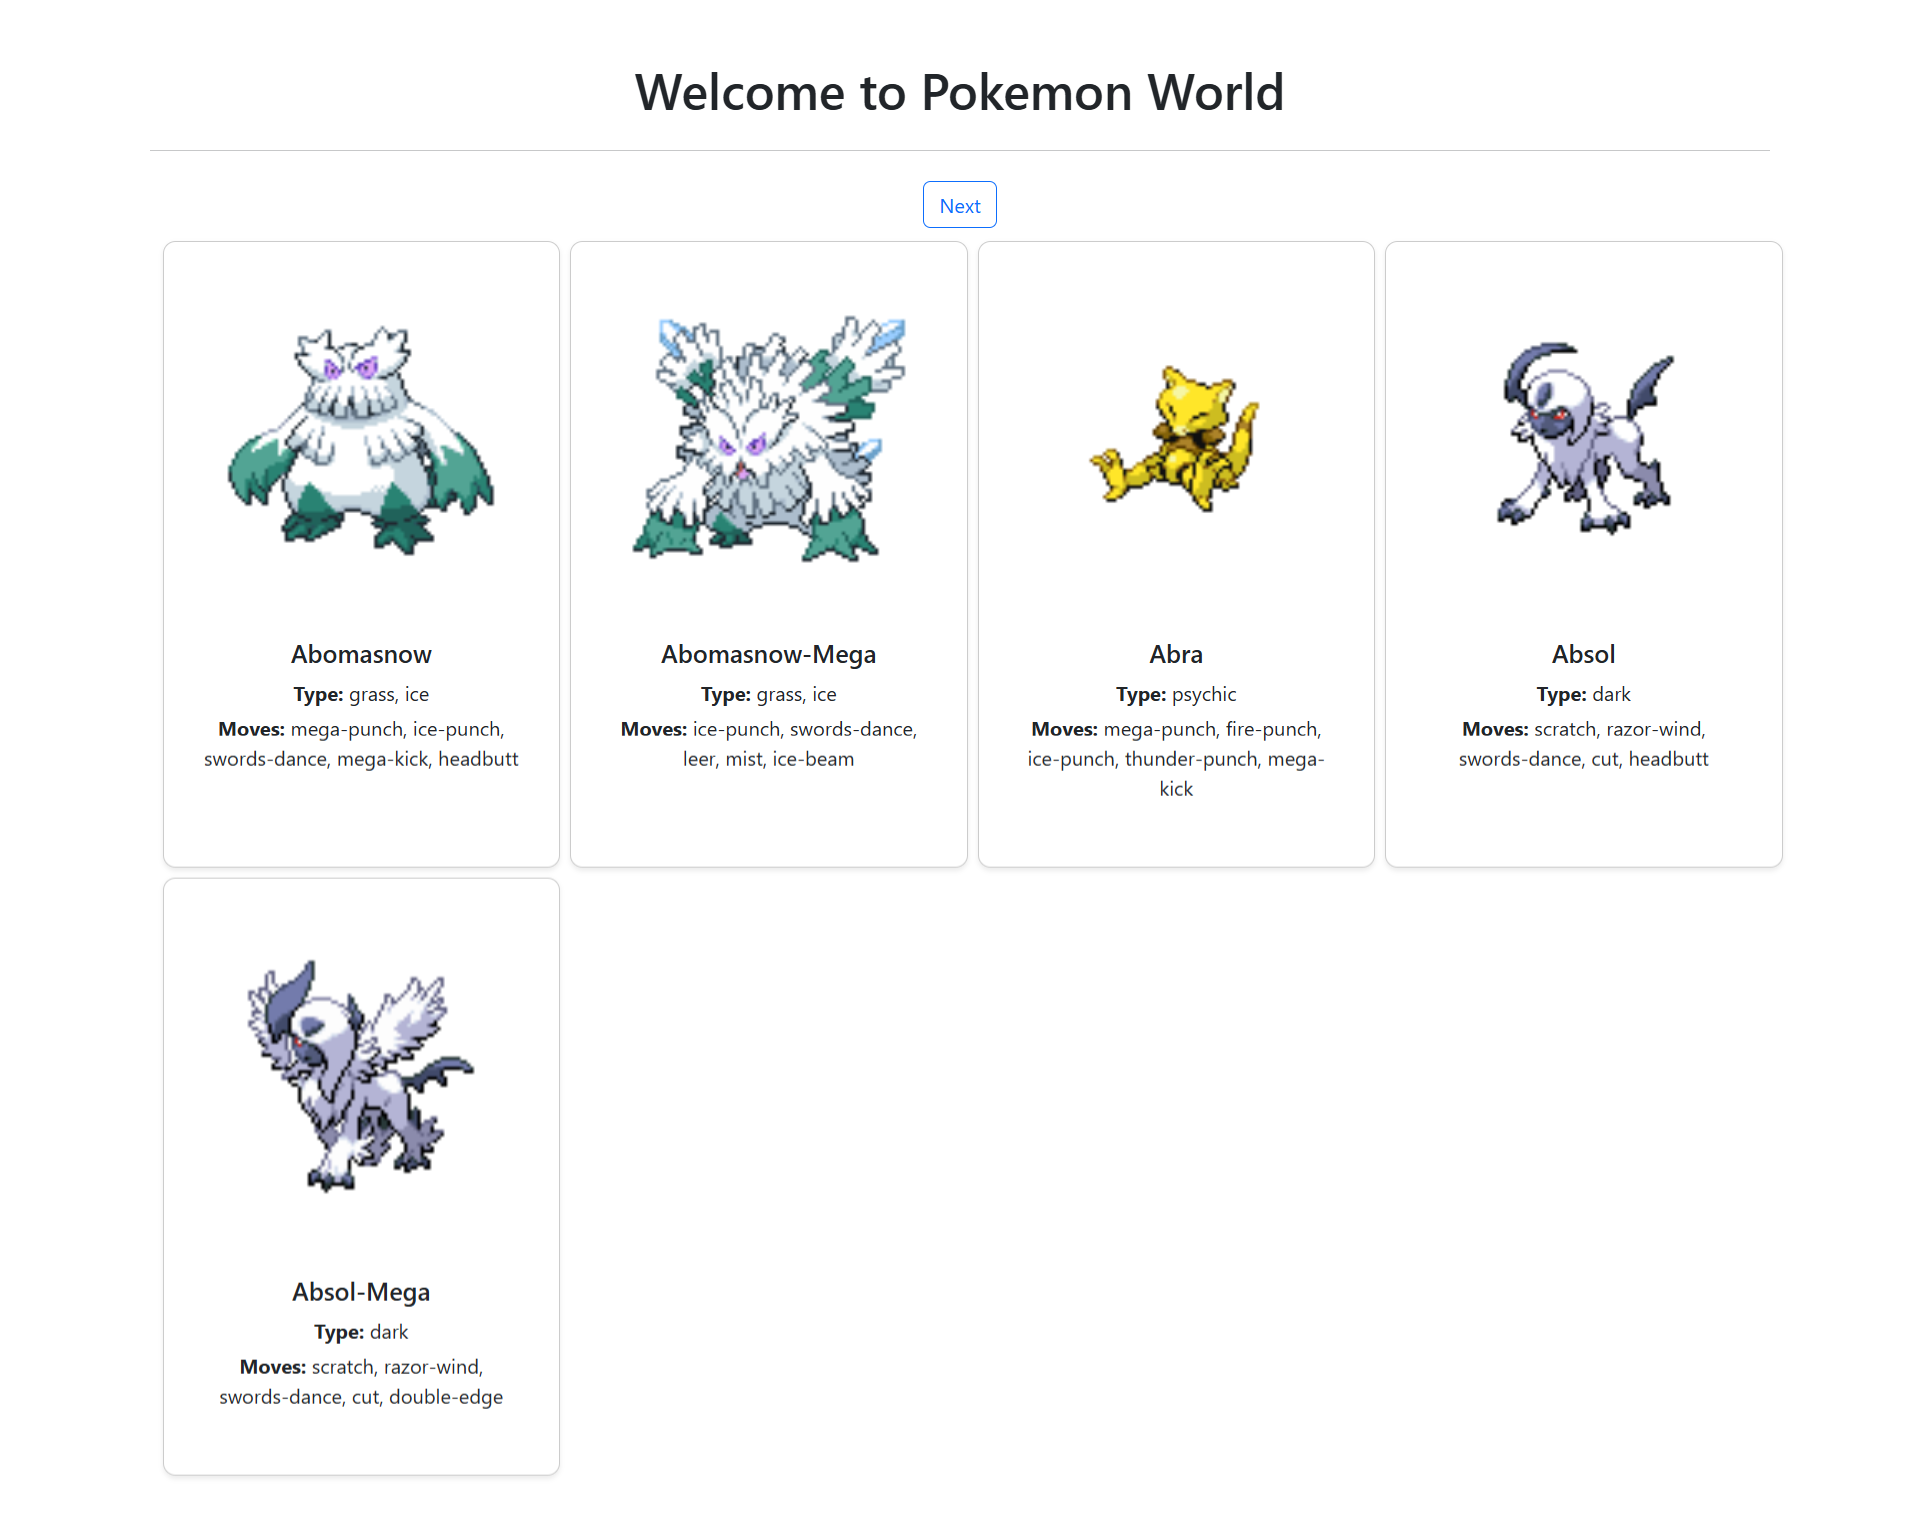 Welcome to Pokemon World
Next
Abomasnow
Type: grass, ice
Moves: mega-punch, ice-punch,
swords-dance, mega-kick, headbutt
Abomasnow-Mega
Type: grass, ice
Moves: ice-punch, swords-dance,
leer, mist, ice-beam
Abra
Type: psychic
Moves: mega-punch, fire-punch,
ice-punch, thunder-punch, mega-
kick
Absol
Type: dark
Moves: scratch, razor-wind,
swords-dance, cut, headbutt
Absol-Mega
Type: dark
Moves: scratch, razor-wind,
swords-dance, cut, double-edge